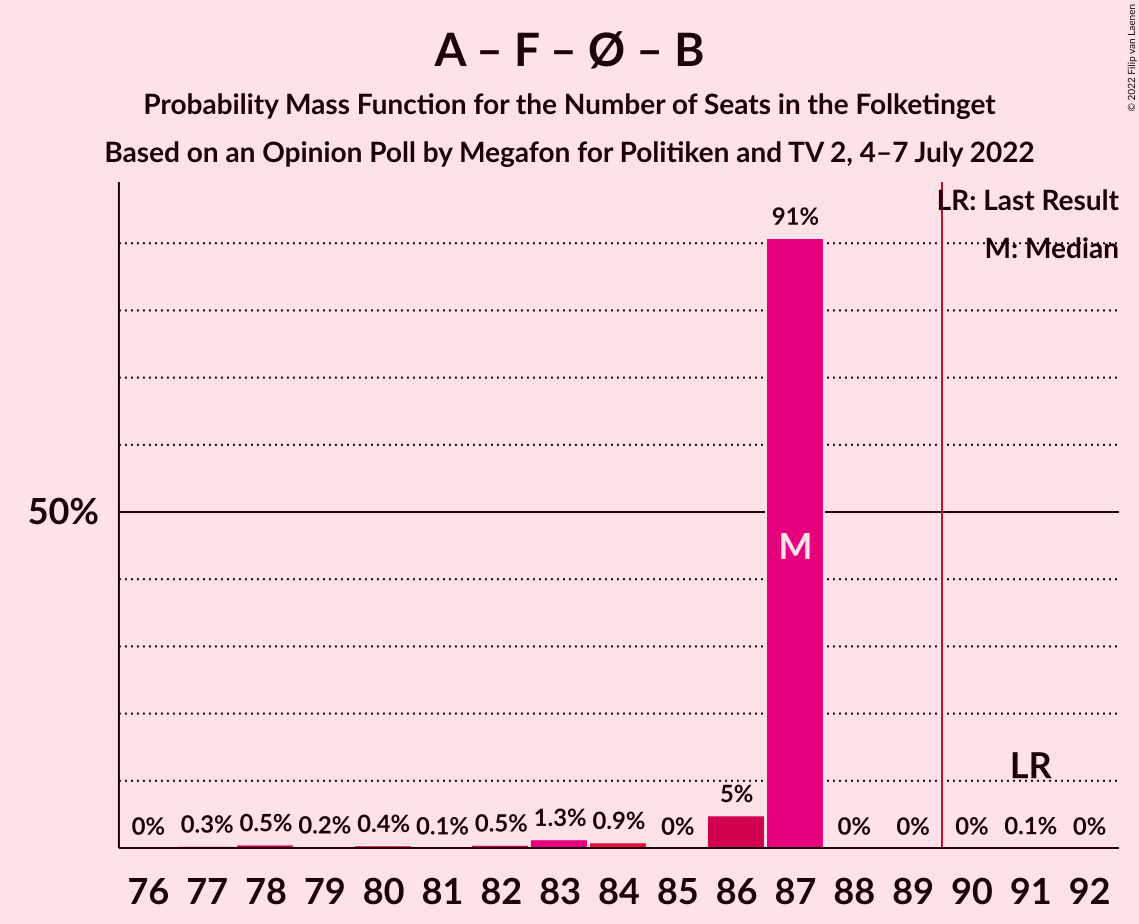 A – F – Ø – B
Probability Mass Function for the Number of Seats in the Folketinget
Based on an Opinion Poll by Megafon for Politiken and TV 2, 4–7 July 2022
© 2022 Filip van Laenen
LR: Last Result
M: Median
91%
50%
M
LR
0% 0.3% 0.5% 0.2% 0.4% 0.1% 0.5% 1.3% 0.9% 0% 5% 0% 0% 0% 0.1% 0%
76 77 78 79 80 81 82 83 84 85 86 87 88 89 90 91 92